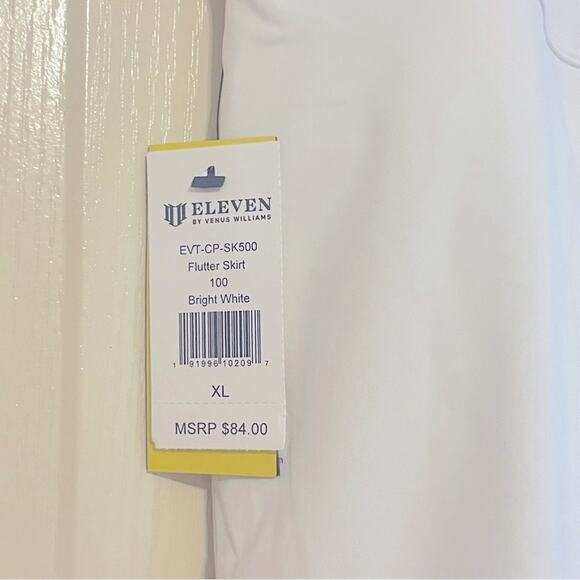 ELEVEN
BY VENUS WILLIAMS
EVT-CP-SK500
Flutter Skirt
100
Bright White
1 91996 10209 7
XL
MSRP $84.00